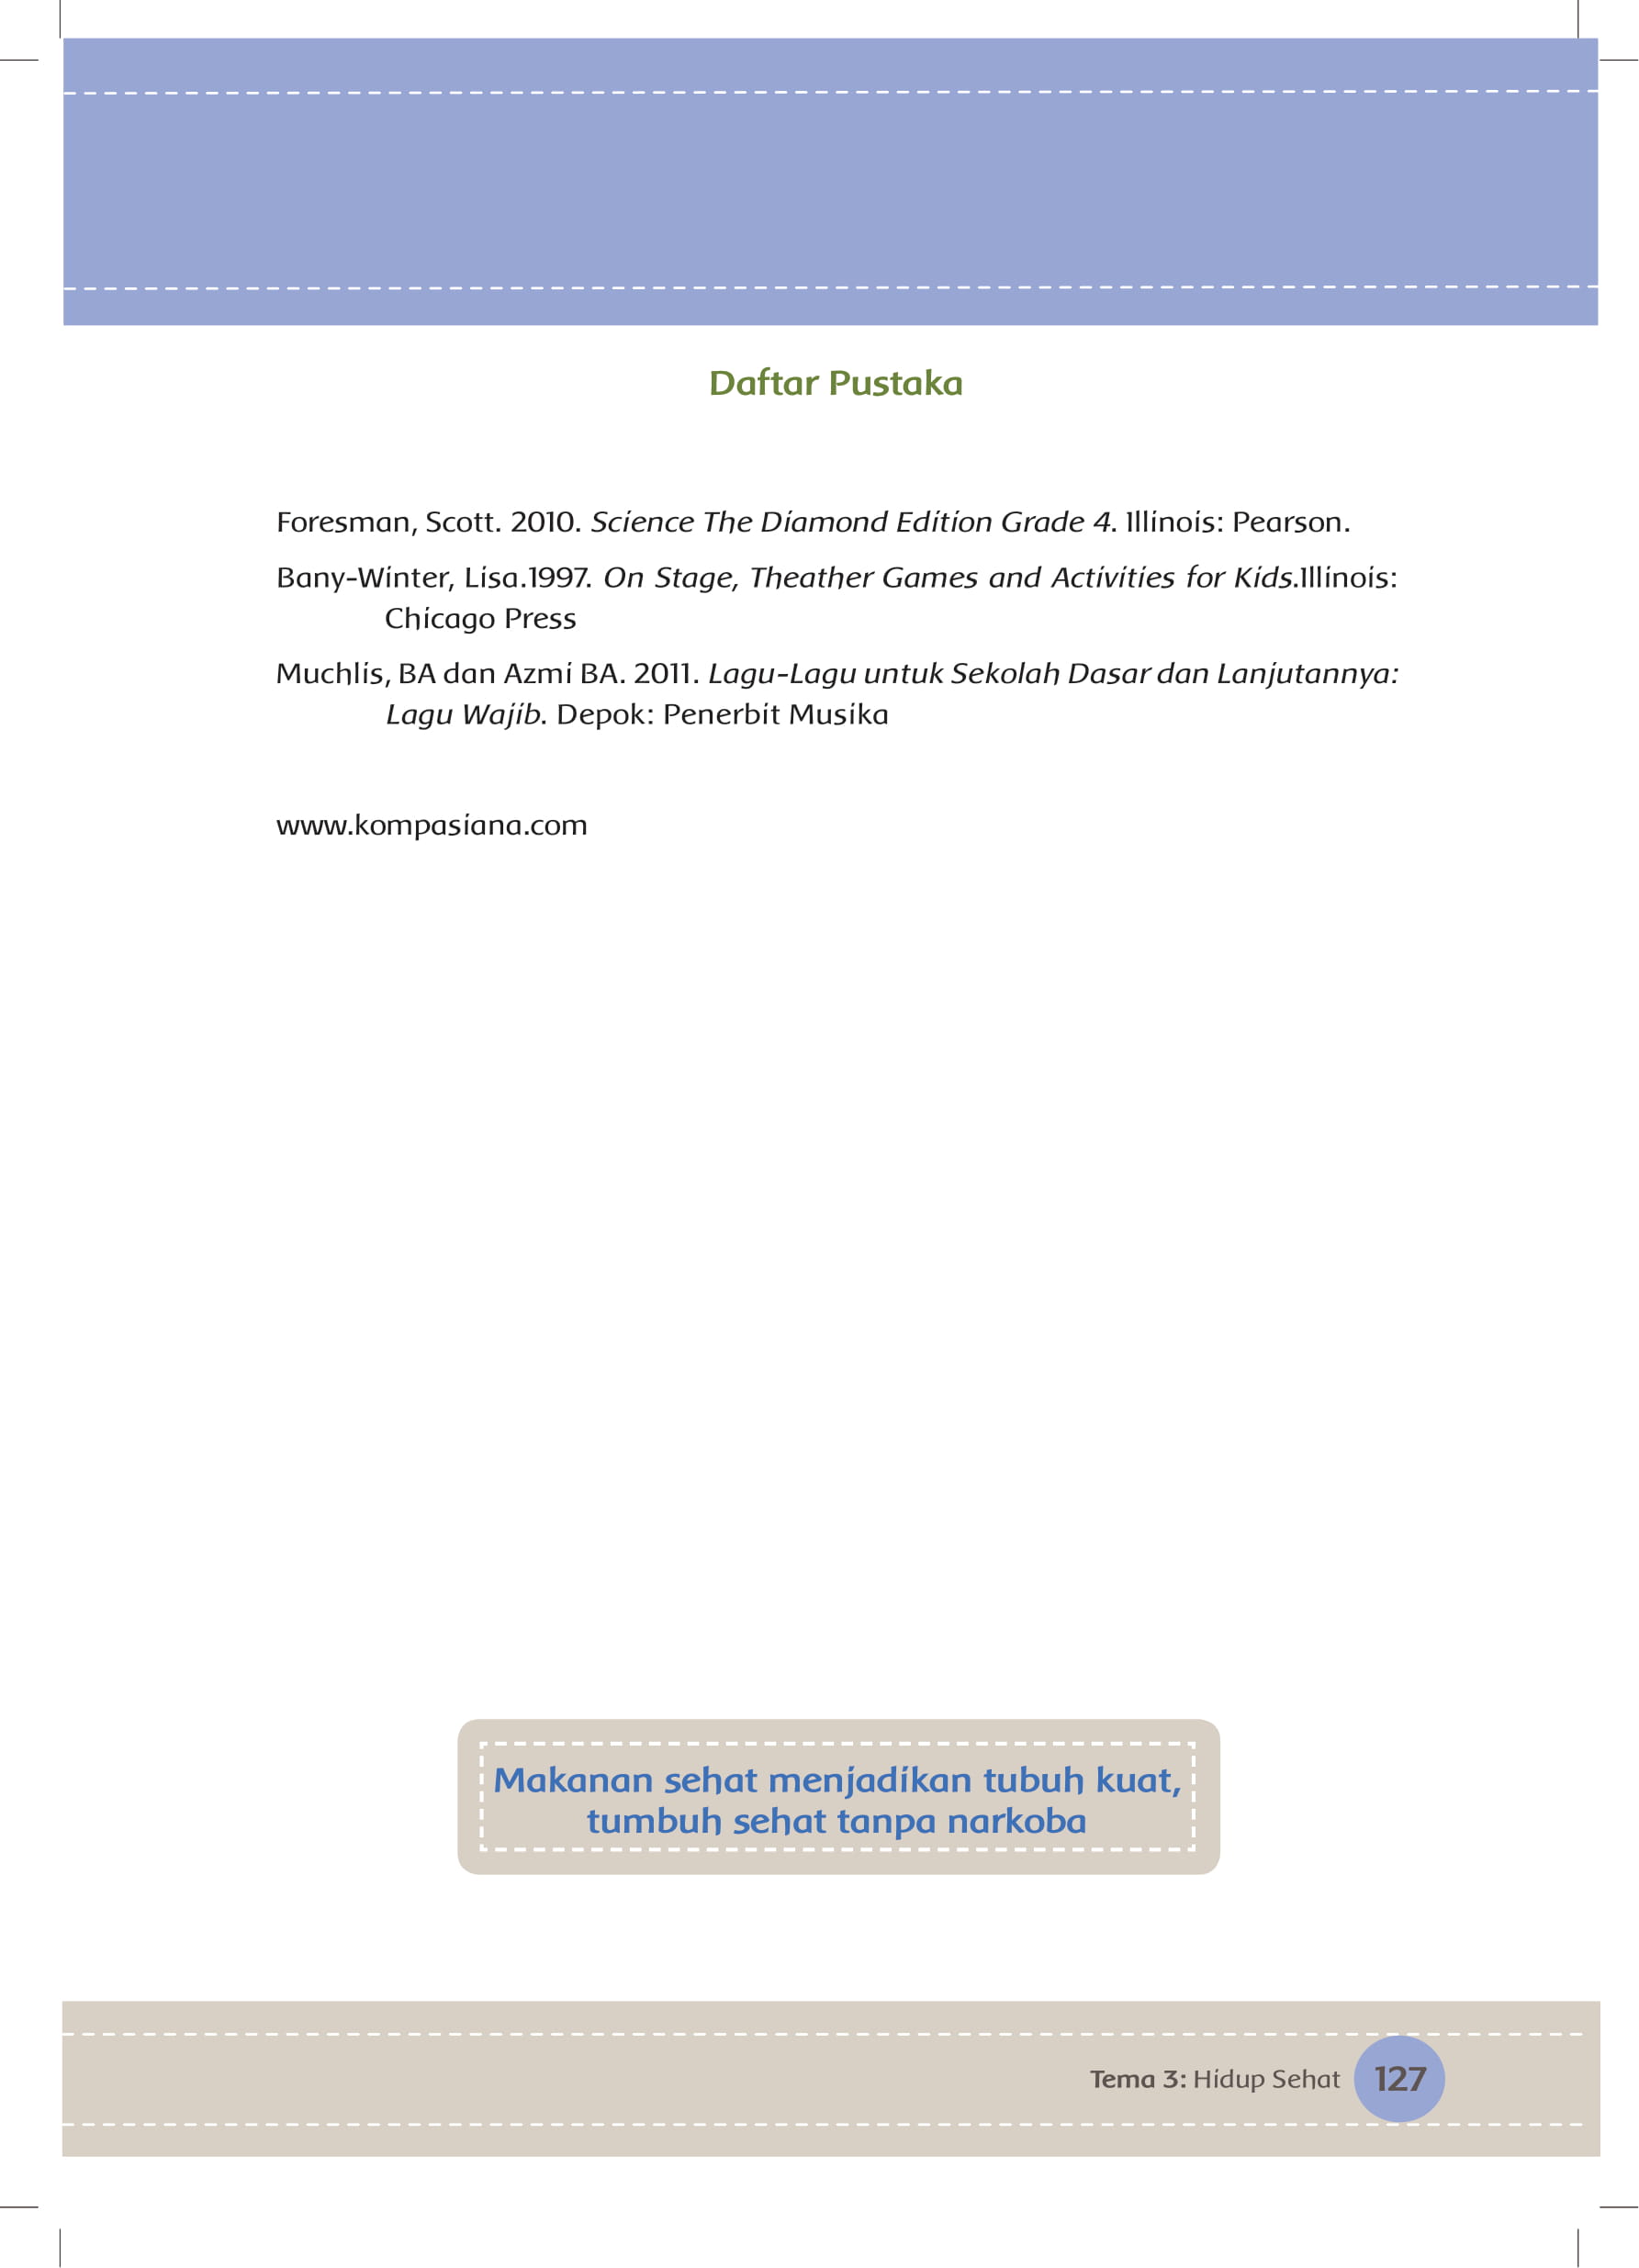 Daftar Pustaka
Foresman, Scott. 2010. Science The Diamond Edition Grade 4. Illinois: Pearson.
Bany-Winter, Lisa.1997. On Stage, Theather Games and Activities for Kids.Illinois:
Chicago Press
Muchlis, BA dan Azmi BA. 2011. Lagu-Lagu untuk Sekolah Dasar dan Lanjutannya:
Lagu Wajib. Depok: Penerbit Musika
www.kompasiana.com
Makanan sehat menjadikan tubuh kuat,
tumbuh sehat tanpa narkoba
Tema 3: Hidup Sehat 127